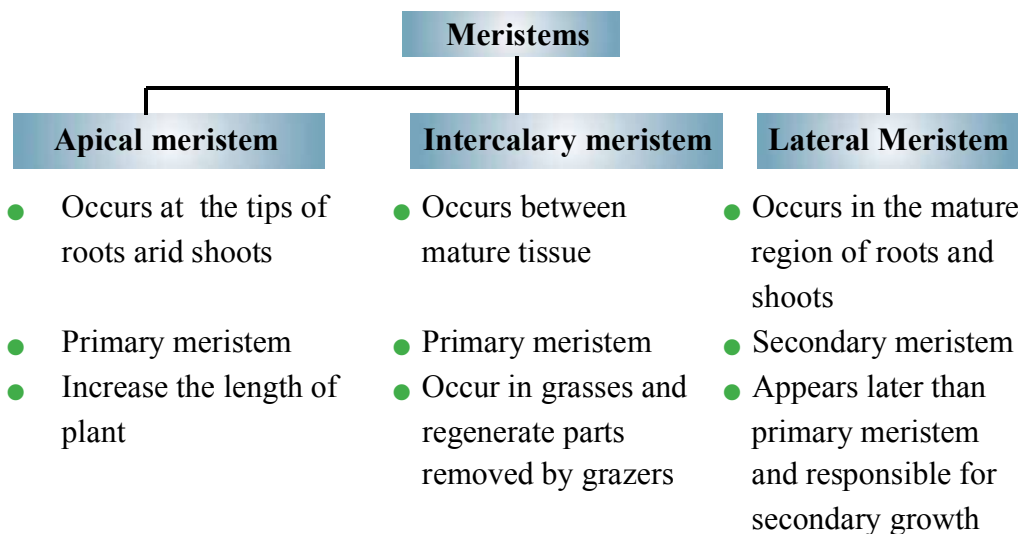 Meristems
Apical meristem
Occurs at the tips of
roots arid shoots
Primary meristem
Increase the length of
plant
Intercalary meristem
Occurs between
mature tissue
Primary meristem
Occur in grasses and
regenerate parts
removed by grazers
Lateral Meristem
Occurs in the mature
region of roots and
shoots
Secondary meristem
Appears later than
primary meristem
and responsible for
secondary growth